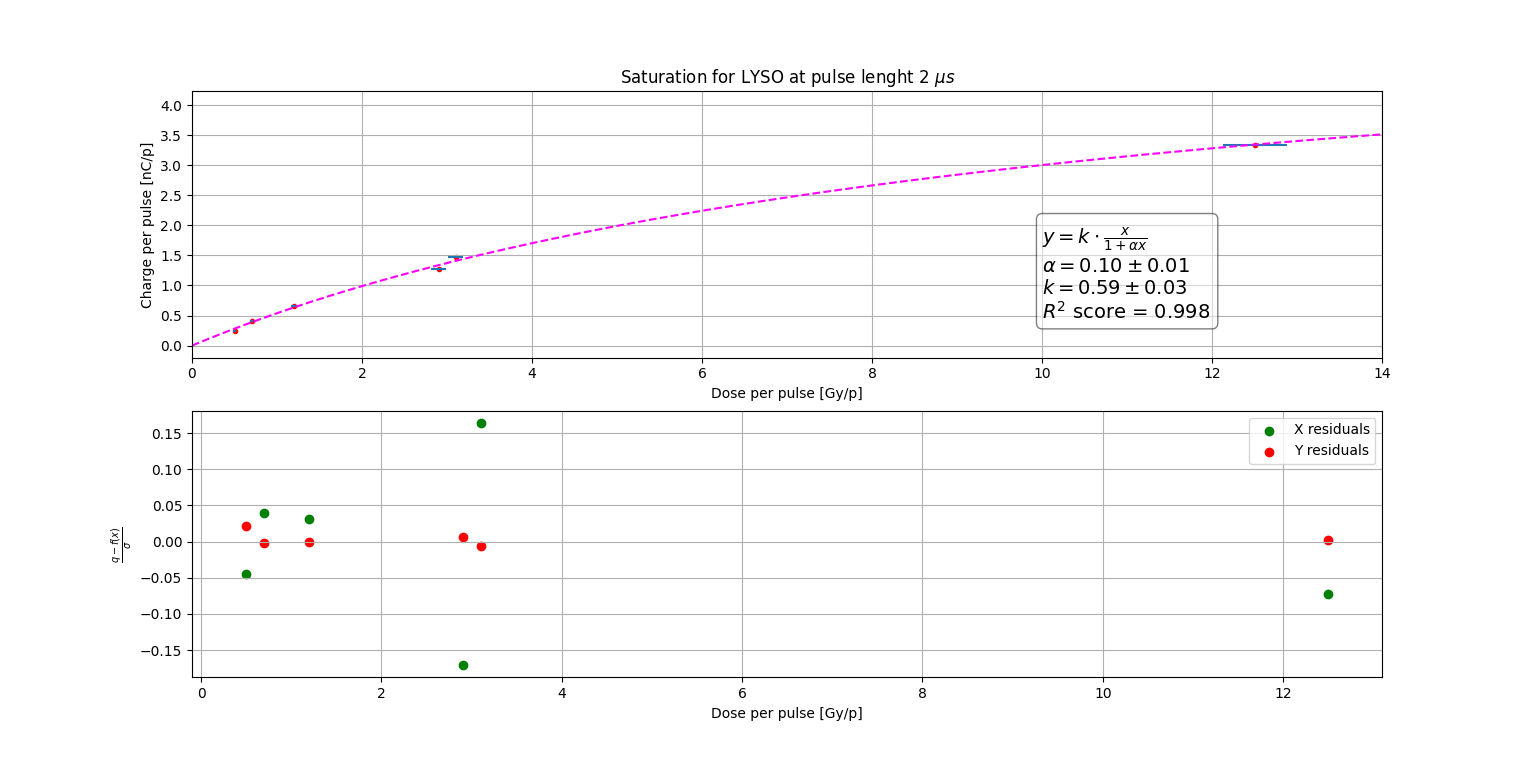 Saturation for LYSO at pulse lenght 2 μs
Charge per pulse [nC/p]
4.0
3.5
3.0
2.5
2.0
1.5
1.0
0.5
0.0
y = k · x / 1 + αx
α = 0.10 ± 0.01
k = 0.59 ± 0.03
R² score = 0.998
0 2 4 6 8 10 12 14
Dose per pulse [Gy/p]
q − f(x) / σ
0.15
0.10
0.05
0.00
−0.05
−0.10
−0.15
X residuals
Y residuals
0 2 4 6 8 10 12
Dose per pulse [Gy/p]